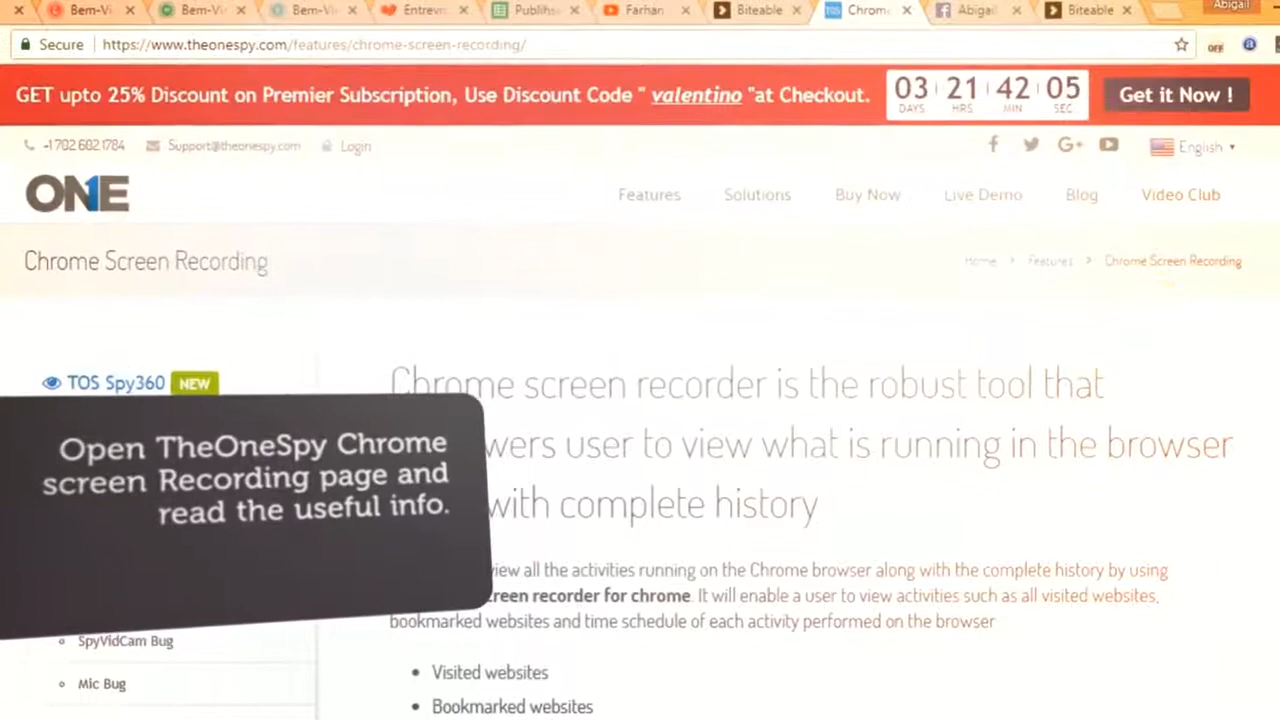 Bem-Vi
Bem-Vi
Bem-Vi
Entrevi
Publihs
Farhan
Biteable
Chrom
Abigail
Biteable
Abigail
Secure
https://www.theonespy.com/features/chrome-screen-recording/
OFF
GET upto 25% Discount on Premier Subscription, Use Discount Code " valentino "at Checkout.
03 21 42 05
DAYS HRS MIN SEC
Get it Now !
+1 702 602 1784
Support@theonespy.com
Login
English
ONE
Features Solutions Buy Now Live Demo Blog Video Club
Chrome Screen Recording
Home > Features > Chrome Screen Recording
TOS Spy360 NEW
Chrome screen recorder is the robust tool that
wers user to view what is running in the browser
with complete history
Open TheOneSpy Chrome
screen Recording page and
read the useful info.
view all the activities running on the Chrome browser along with the complete history by using
creen recorder for chrome. It will enable a user to view activities such as all visited websites,
bookmarked websites and time schedule of each activity performed on the browser
SpyVidCam Bug
Mic Bug
• Visited websites
• Bookmarked websites